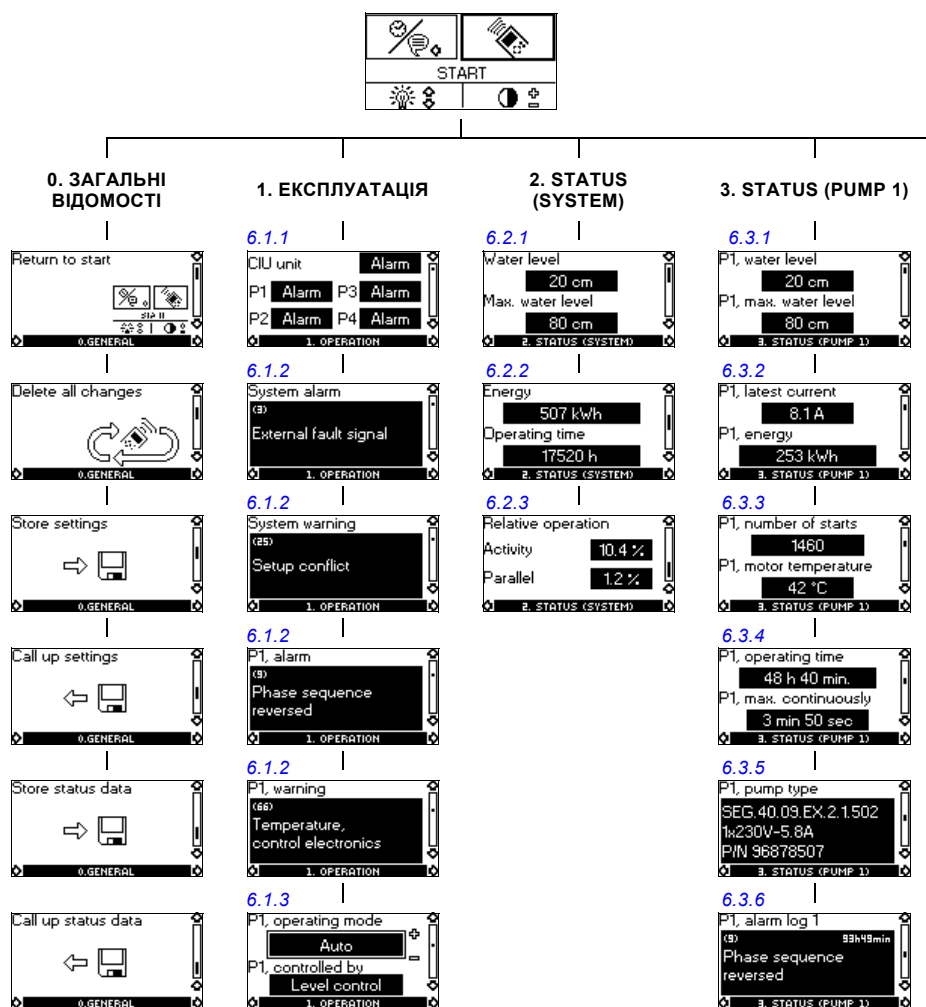 START
0. ЗАГАЛЬНІ
ВІДОМОСТІ
Return to start
0.GENERAL
Delete all changes
0.GENERAL
Store settings
0.GENERAL
Call up settings
0.GENERAL
Store status data
0.GENERAL
Call up status data
0.GENERAL
1. ЕКСПЛУАТАЦІЯ
6.1.1
CIU unit Alarm
P1 Alarm P3 Alarm
P2 Alarm P4 Alarm
1. OPERATION
6.1.2
System alarm
(3)
External fault signal
1. OPERATION
6.1.2
System warning
(25)
Setup conflict
1. OPERATION
6.1.2
P1, alarm
(9)
Phase sequence
reversed
1. OPERATION
6.1.2
P1, warning
(66)
Temperature,
control electronics
1. OPERATION
6.1.3
P1, operating mode
Auto
P1, controlled by
Level control
1. OPERATION
2. STATUS
(SYSTEM)
6.2.1
Water level
20 cm
Max. water level
80 cm
2. STATUS (SYSTEM)
6.2.2
Energy
507 kWh
Operating time
17520 h
2. STATUS (SYSTEM)
6.2.3
Relative operation
Activity 10.4 %
Parallel 1.2 %
2. STATUS (SYSTEM)
3. STATUS (PUMP 1)
6.3.1
P1, water level
20 cm
P1, max. water level
80 cm
3. STATUS (PUMP 1)
6.3.2
P1, latest current
8.1 A
P1, energy
253 kWh
3. STATUS (PUMP 1)
6.3.3
P1, number of starts
1460
P1, motor temperature
42 °C
3. STATUS (PUMP 1)
6.3.4
P1, operating time
48 h 40 min.
P1, max. continuously
3 min 50 sec
3. STATUS (PUMP 1)
6.3.5
P1, pump type
SEG.40.09.EX.2.1.502
1x230V-5.8A
P/N 96878507
3. STATUS (PUMP 1)
6.3.6
P1, alarm log 1
(9) 93h49min
Phase sequence
reversed
3. STATUS (PUMP 1)